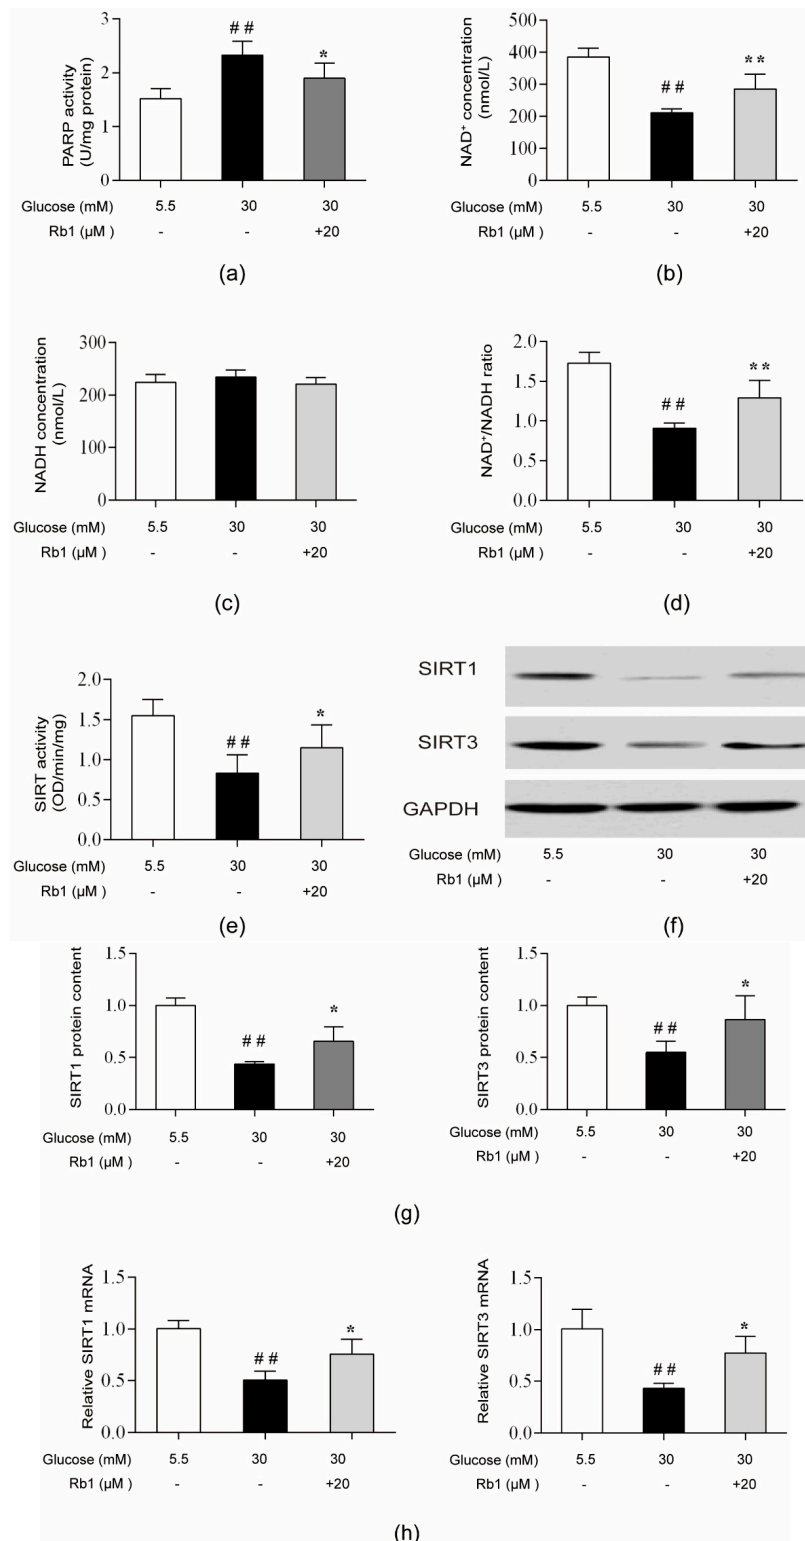 PARP activity
(U/mg protein)
3
2
1
0
# #
*
Glucose (mM) 5.5 30 30
Rb1 (µM ) - - +20
(a)
NAD⁺ concentration
(nmol/L)
500
400
300
200
100
0
# #
* *
Glucose (mM) 5.5 30 30
Rb1 (µM ) - - +20
(b)
NADH concentration
(nmol/L)
300
200
100
0
Glucose (mM) 5.5 30 30
Rb1 (µM ) - - +20
(c)
NAD⁺/NADH ratio
2.0
1.5
1.0
0.5
0.0
# #
* *
Glucose (mM) 5.5 30 30
Rb1 (µM ) - - +20
(d)
SIRT activity
(OD/min/mg)
2.0
1.5
1.0
0.5
0.0
# #
*
Glucose (mM) 5.5 30 30
Rb1 (µM ) - - +20
(e)
SIRT1
SIRT3
GAPDH
Glucose (mM) 5.5 30 30
Rb1 (µM ) - - +20
(f)
SIRT1 protein content
1.5
1.0
0.5
0.0
# #
*
Glucose (mM) 5.5 30 30
Rb1 (µM ) - - +20
SIRT3 protein content
1.5
1.0
0.5
0.0
# #
*
Glucose (mM) 5.5 30 30
Rb1 (µM ) - - +20
(g)
Relative SIRT1 mRNA
1.5
1.0
0.5
0.0
# #
*
Glucose (mM) 5.5 30 30
Rb1 (µM ) - - +20
Relative SIRT3 mRNA
1.5
1.0
0.5
0.0
# #
*
Glucose (mM) 5.5 30 30
Rb1 (µM ) - - +20
(h)